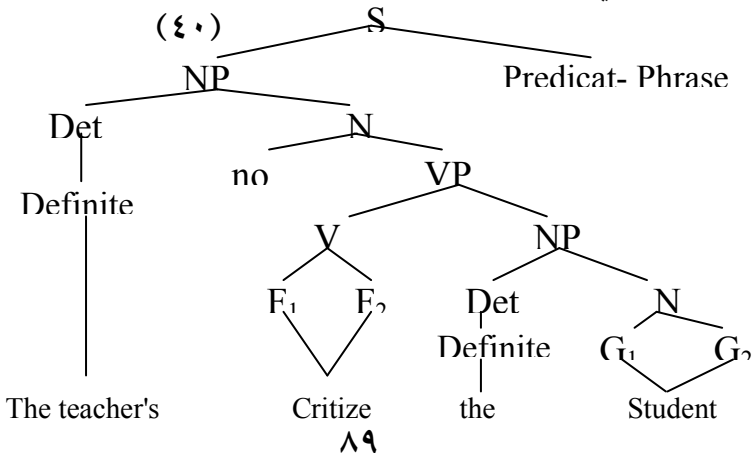 (٤٠) S
NP Predicat- Phrase
Det N
no VP
Definite
V NP
F₁ F₂ Det N
Definite G₁ G₂
The teacher's Critize the Student
٨٩